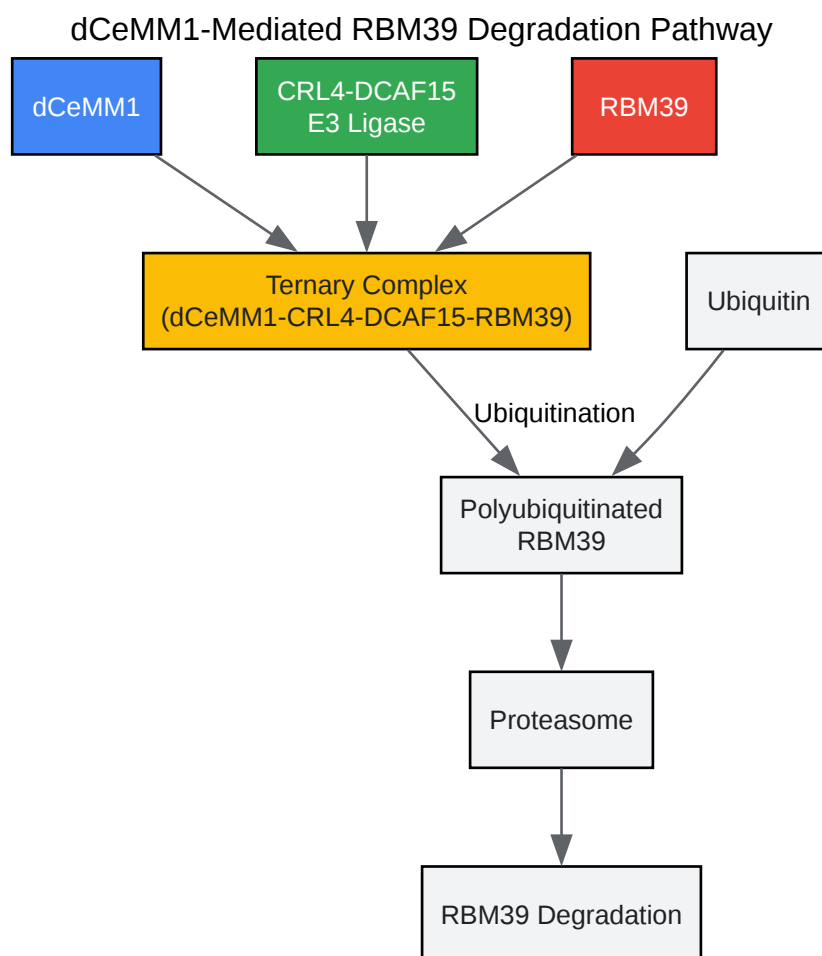 dCeMM1-Mediated RBM39 Degradation Pathway
dCeMM1
CRL4-DCAF15
E3 Ligase
RBM39
Ternary Complex
(dCeMM1-CRL4-DCAF15-RBM39)
Ubiquitin
Ubiquitination
Polyubiquitinated
RBM39
Proteasome
RBM39 Degradation